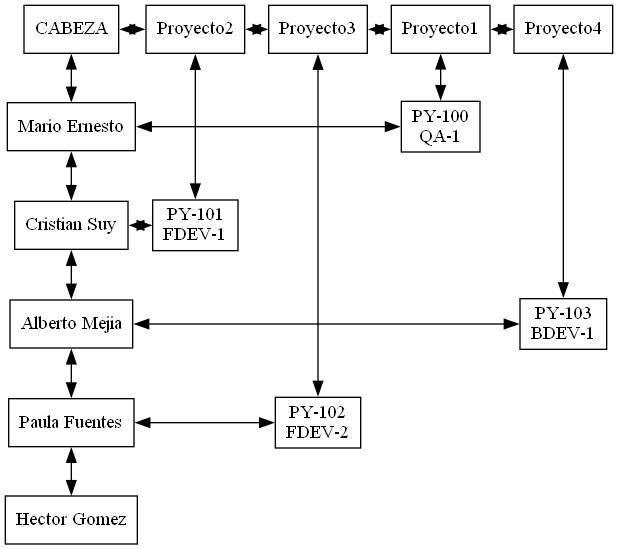 CABEZA
Proyecto2
Proyecto3
Proyecto1
Proyecto4
Mario Ernesto
PY-100
QA-1
Cristian Suy
PY-101
FDEV-1
Alberto Mejia
PY-103
BDEV-1
Paula Fuentes
PY-102
FDEV-2
Hector Gomez